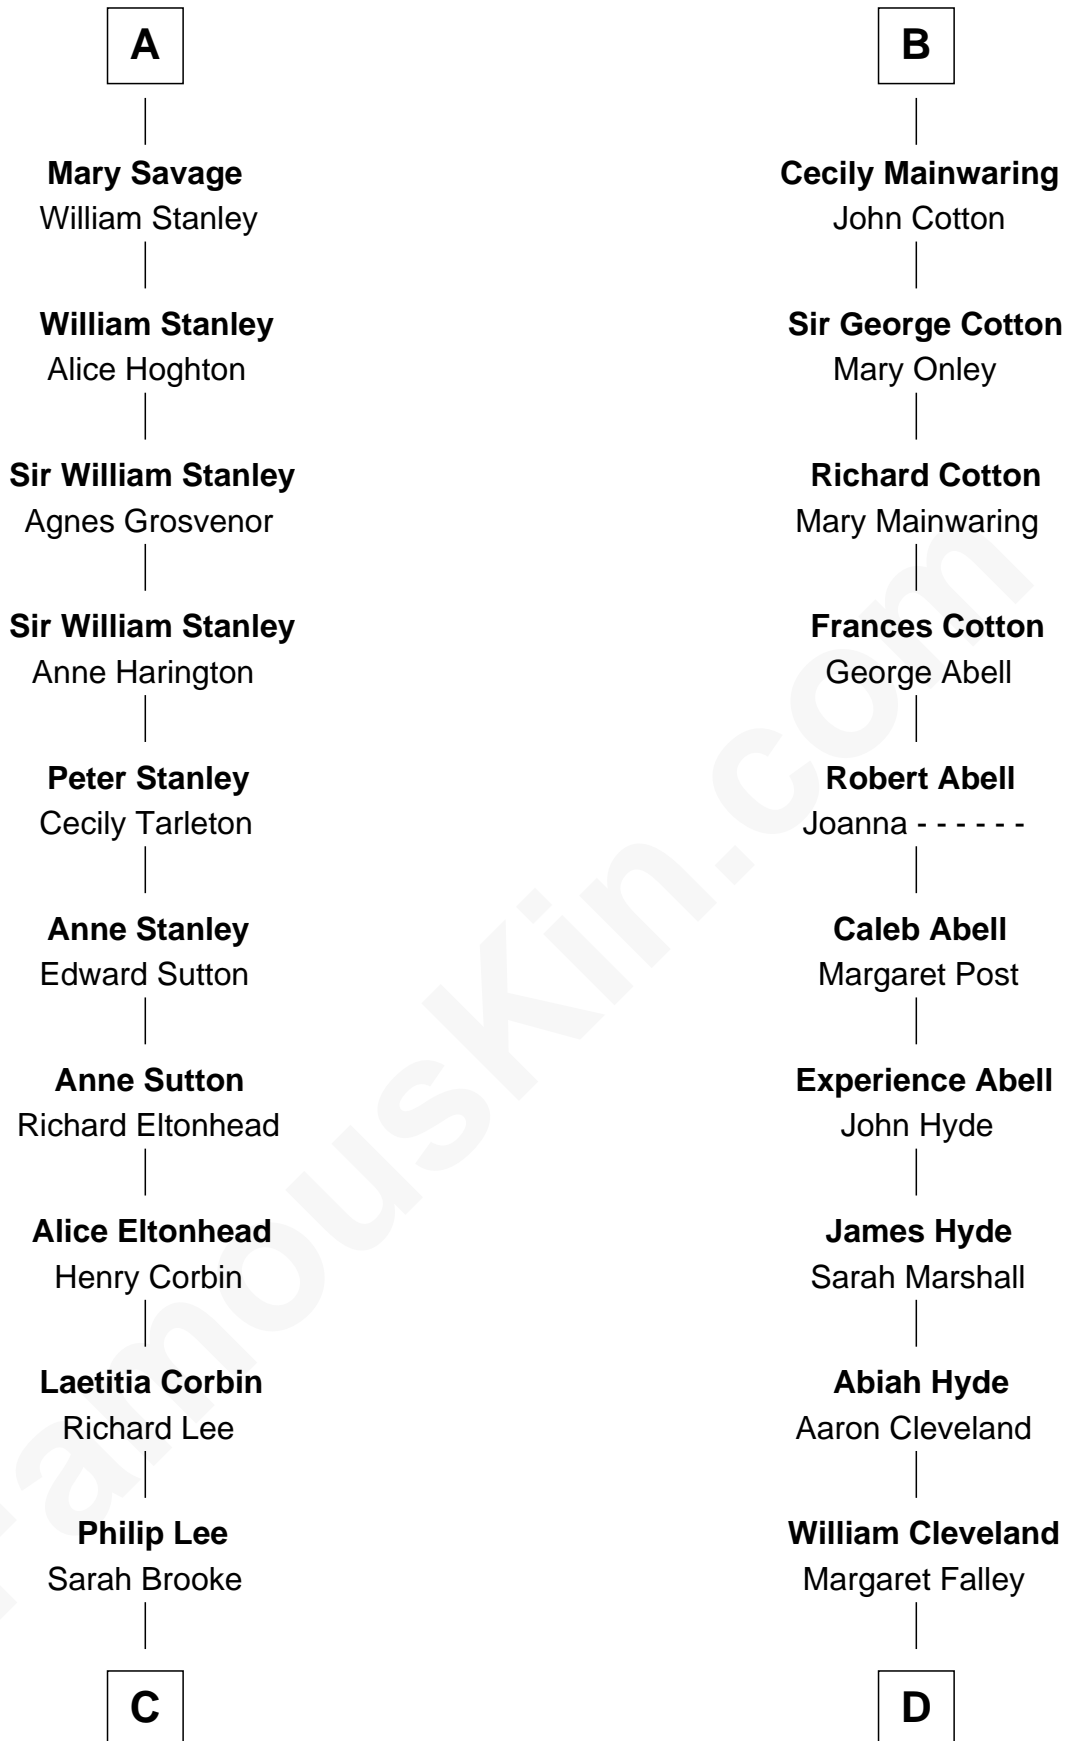 A
Mary Savage
William Stanley
William Stanley
Alice Hoghton
Sir William Stanley
Agnes Grosvenor
Sir William Stanley
Anne Harington
Peter Stanley
Cecily Tarleton
Anne Stanley
Edward Sutton
Anne Sutton
Richard Eltonhead
Alice Eltonhead
Henry Corbin
Laetitia Corbin
Richard Lee
Philip Lee
Sarah Brooke
C
B
Cecily Mainwaring
John Cotton
Sir George Cotton
Mary Onley
Richard Cotton
Mary Mainwaring
Frances Cotton
George Abell
Robert Abell
Joanna - - - - - -
Caleb Abell
Margaret Post
Experience Abell
John Hyde
James Hyde
Sarah Marshall
Abiah Hyde
Aaron Cleveland
William Cleveland
Margaret Falley
D
FamousKin.com